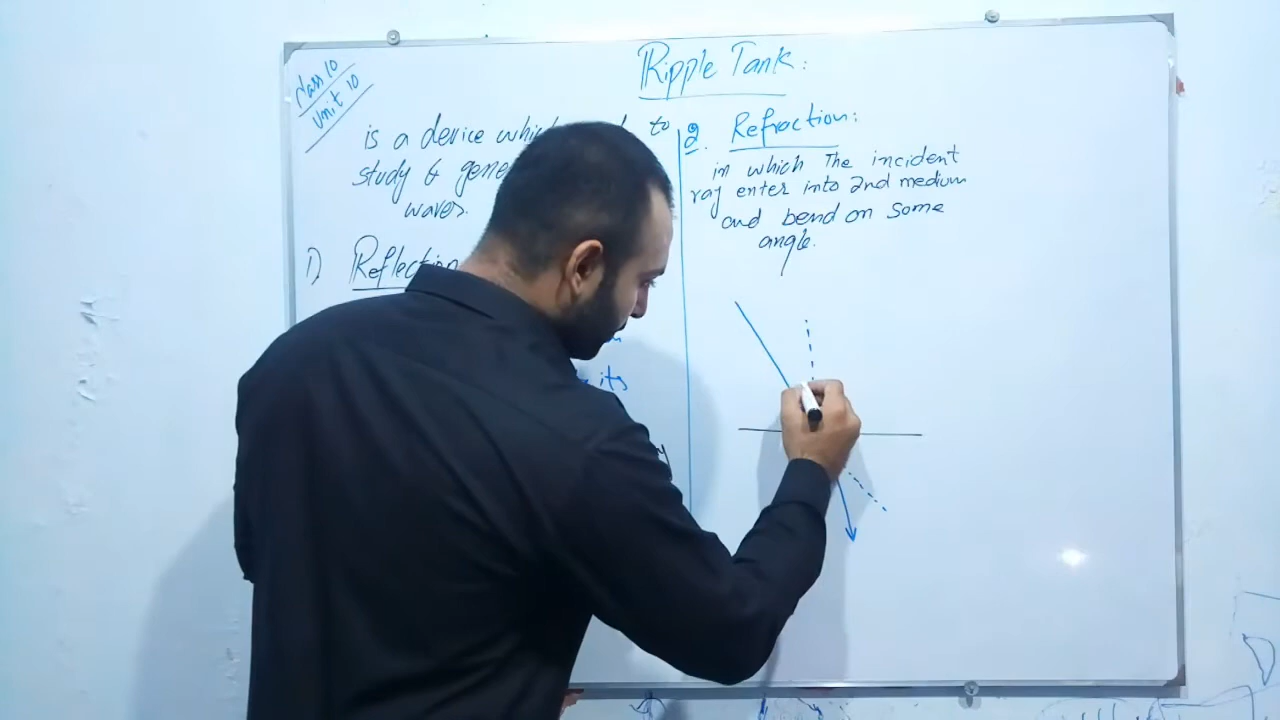 Class 10
Unit 10
Ripple Tank:
is a device to
study & gene
waves.
1) Reflection
its
2. Refraction:
in which The incident
ray enter into 2nd medium
and bend on some
angle.